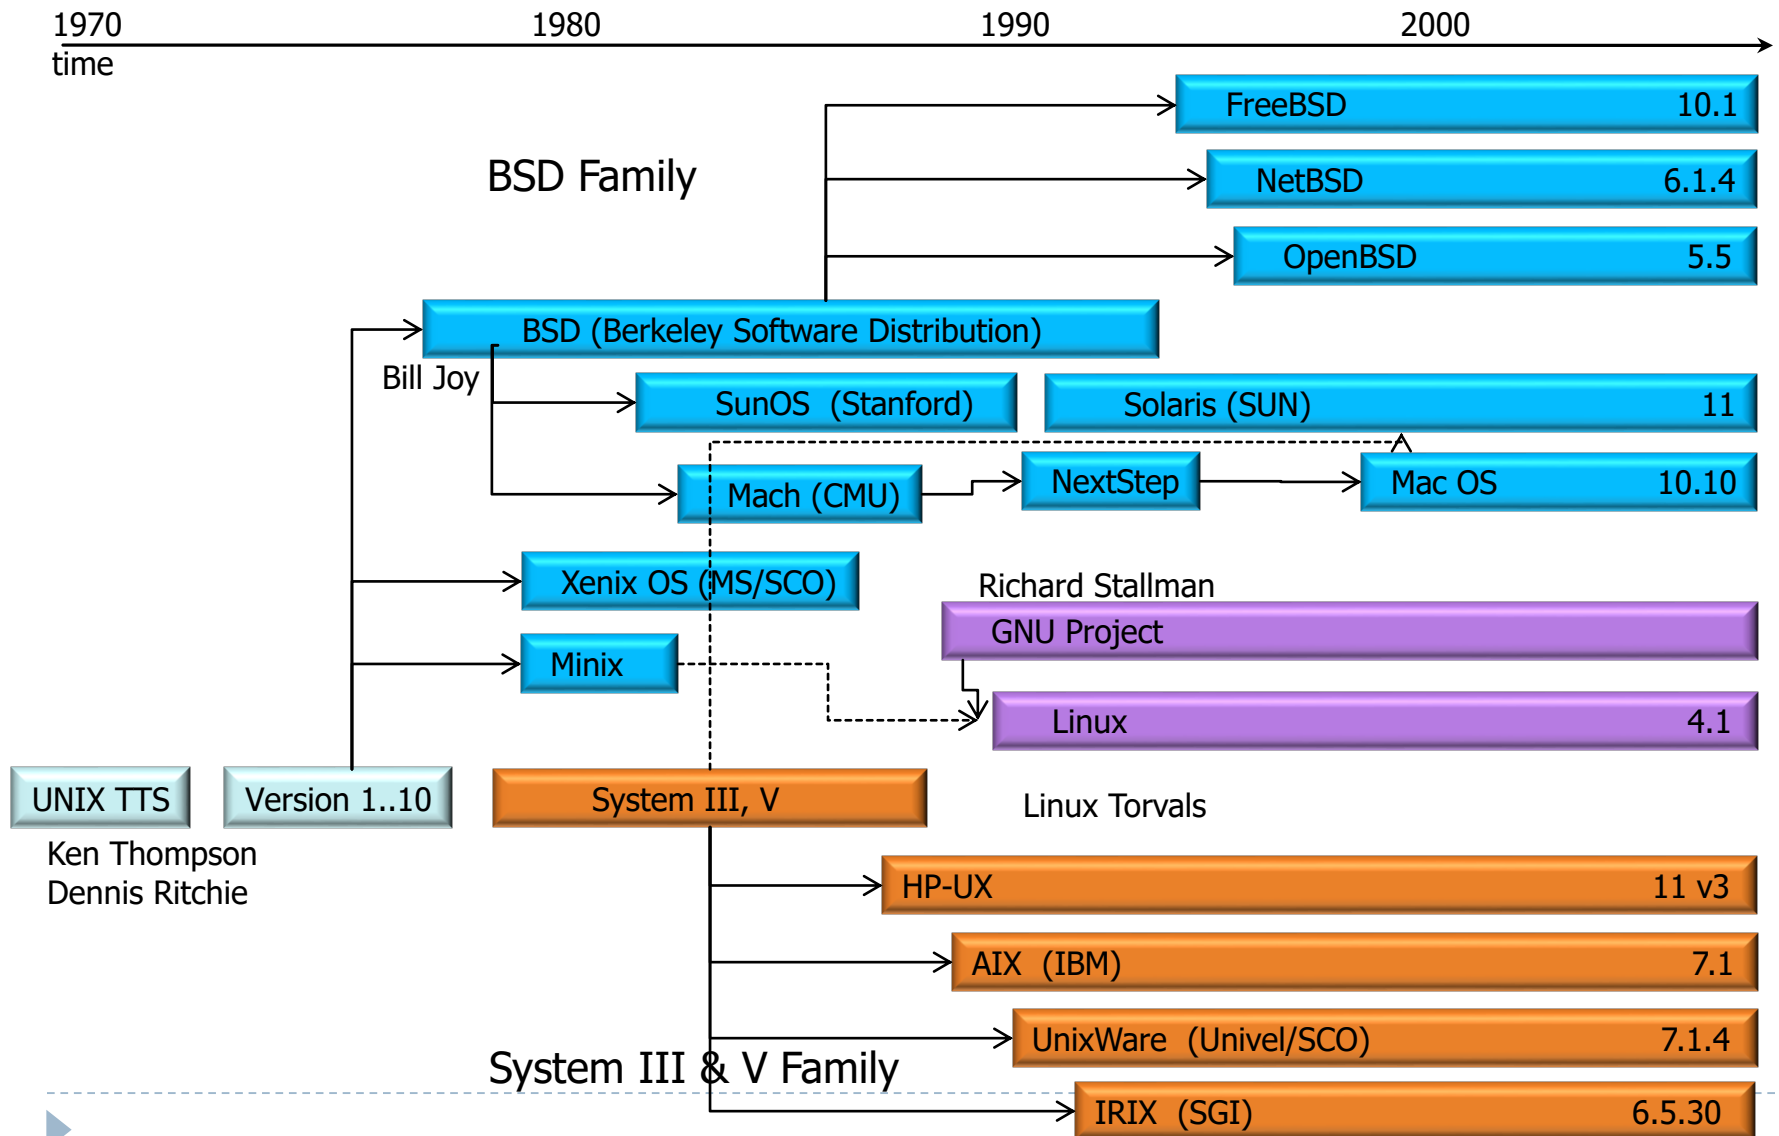 1970 1980 1990 2000
time
FreeBSD 10.1
BSD Family
NetBSD 6.1.4
OpenBSD 5.5
BSD (Berkeley Software Distribution)
Bill Joy
SunOS (Stanford)
Solaris (SUN) 11
Mach (CMU)
NextStep
Mac OS 10.10
Xenix OS (MS/SCO)
Richard Stallman
GNU Project
Minix
Linux 4.1
UNIX TTS
Version 1..10
System III, V
Linux Torvals
Ken Thompson
Dennis Ritchie
HP-UX 11 v3
AIX (IBM) 7.1
UnixWare (Univel/SCO) 7.1.4
System III & V Family
IRIX (SGI) 6.5.30